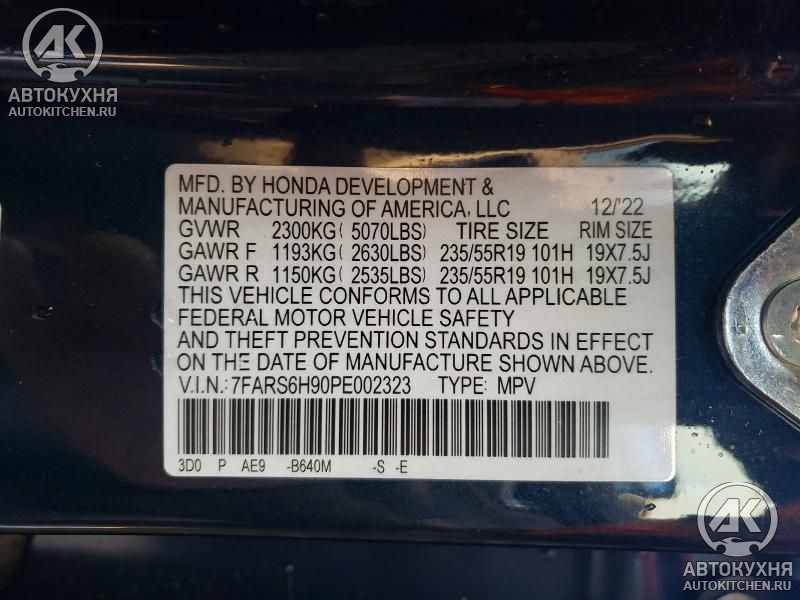 АК
АВТОКУХНЯ
AUTOKITCHEN.RU
MFD. BY HONDA DEVELOPMENT &
MANUFACTURING OF AMERICA, LLC 12/'22
GVWR 2300KG ( 5070LBS) TIRE SIZE RIM SIZE
GAWR F 1193KG ( 2630LBS) 235/55R19 101H 19X7.5J
GAWR R 1150KG ( 2535LBS) 235/55R19 101H 19X7.5J
THIS VEHICLE CONFORMS TO ALL APPLICABLE
FEDERAL MOTOR VEHICLE SAFETY
AND THEFT PREVENTION STANDARDS IN EFFECT
ON THE DATE OF MANUFACTURE SHOWN ABOVE.
V.I.N.: 7FARS6H90PE002323 TYPE: MPV
3D0 P AE9 -B640M -S -E
АК
АВТОКУХНЯ
AUTOKITCHEN.RU